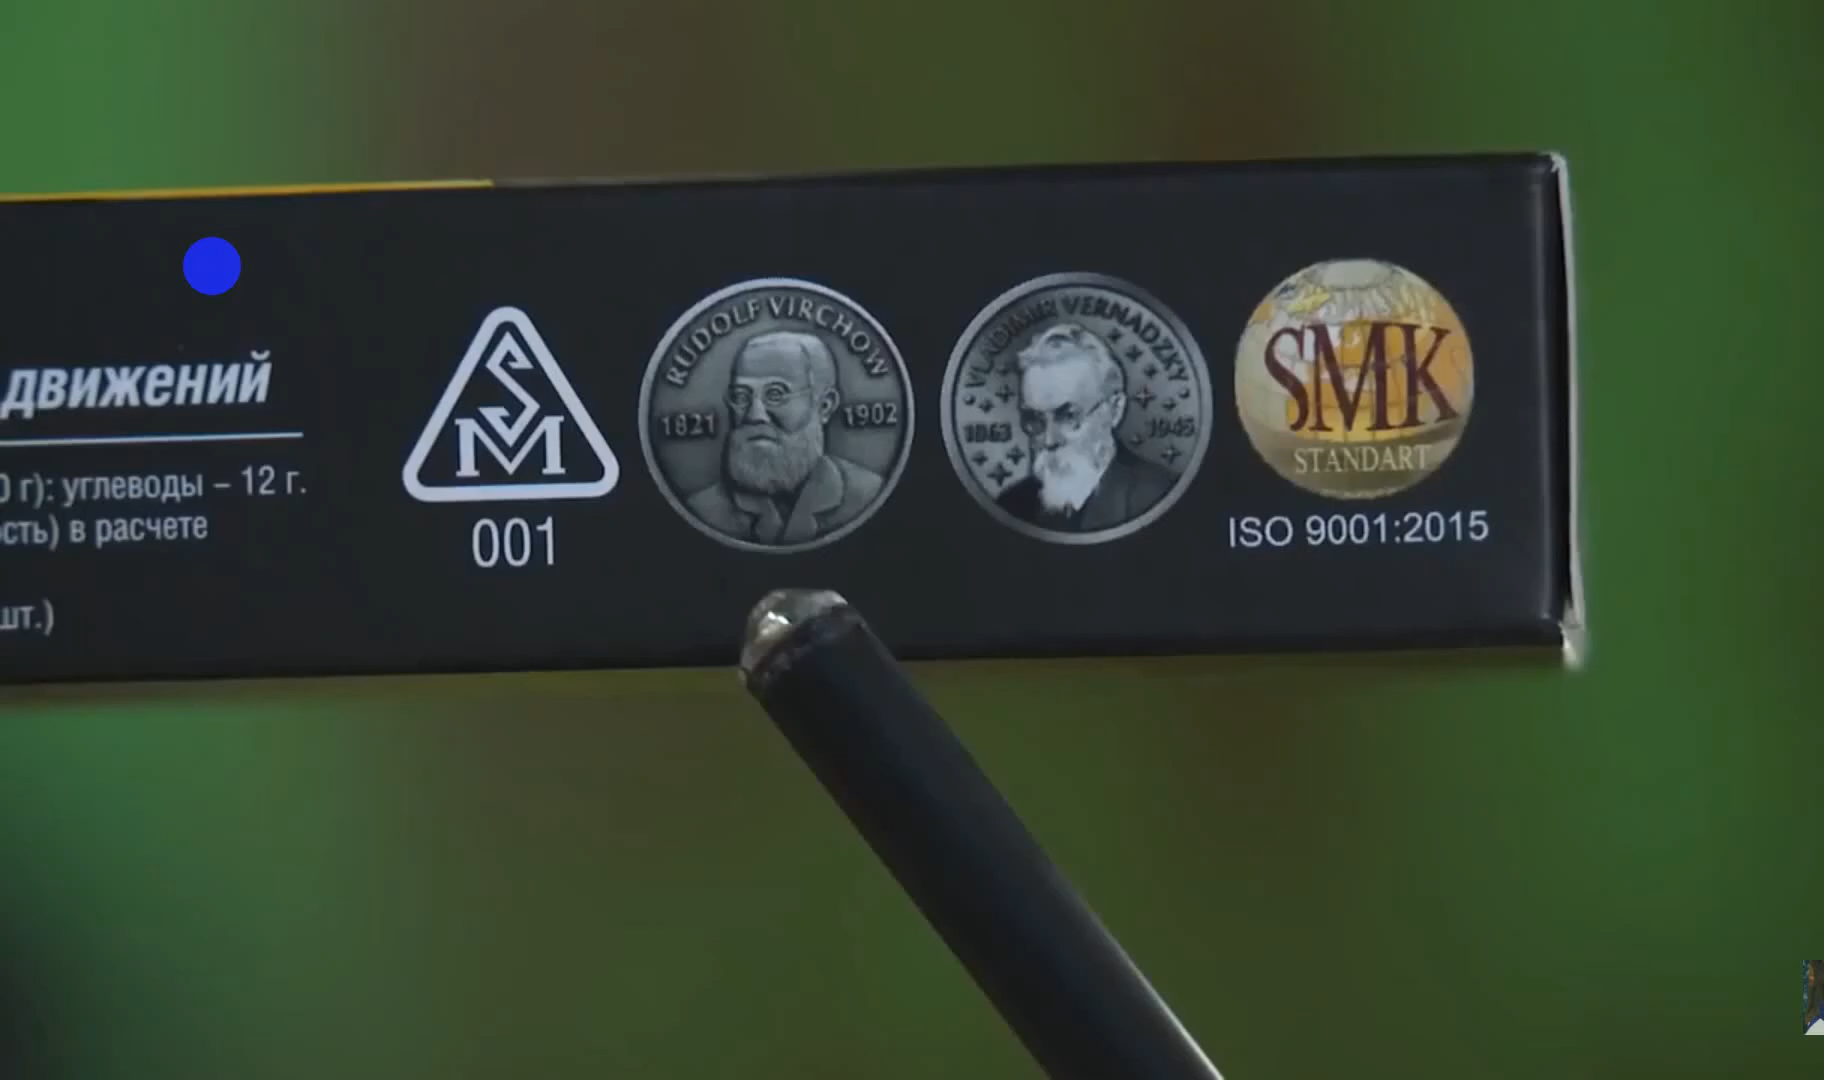 движений
0 г): углеводы – 12 г.
сть) в расчете
шт.)
SM
001
RUDOLF VIRCHOW
1821 1902
VLADIMIR VERNADZKY
1863 1945
SMK
STANDART
ISO 9001:2015